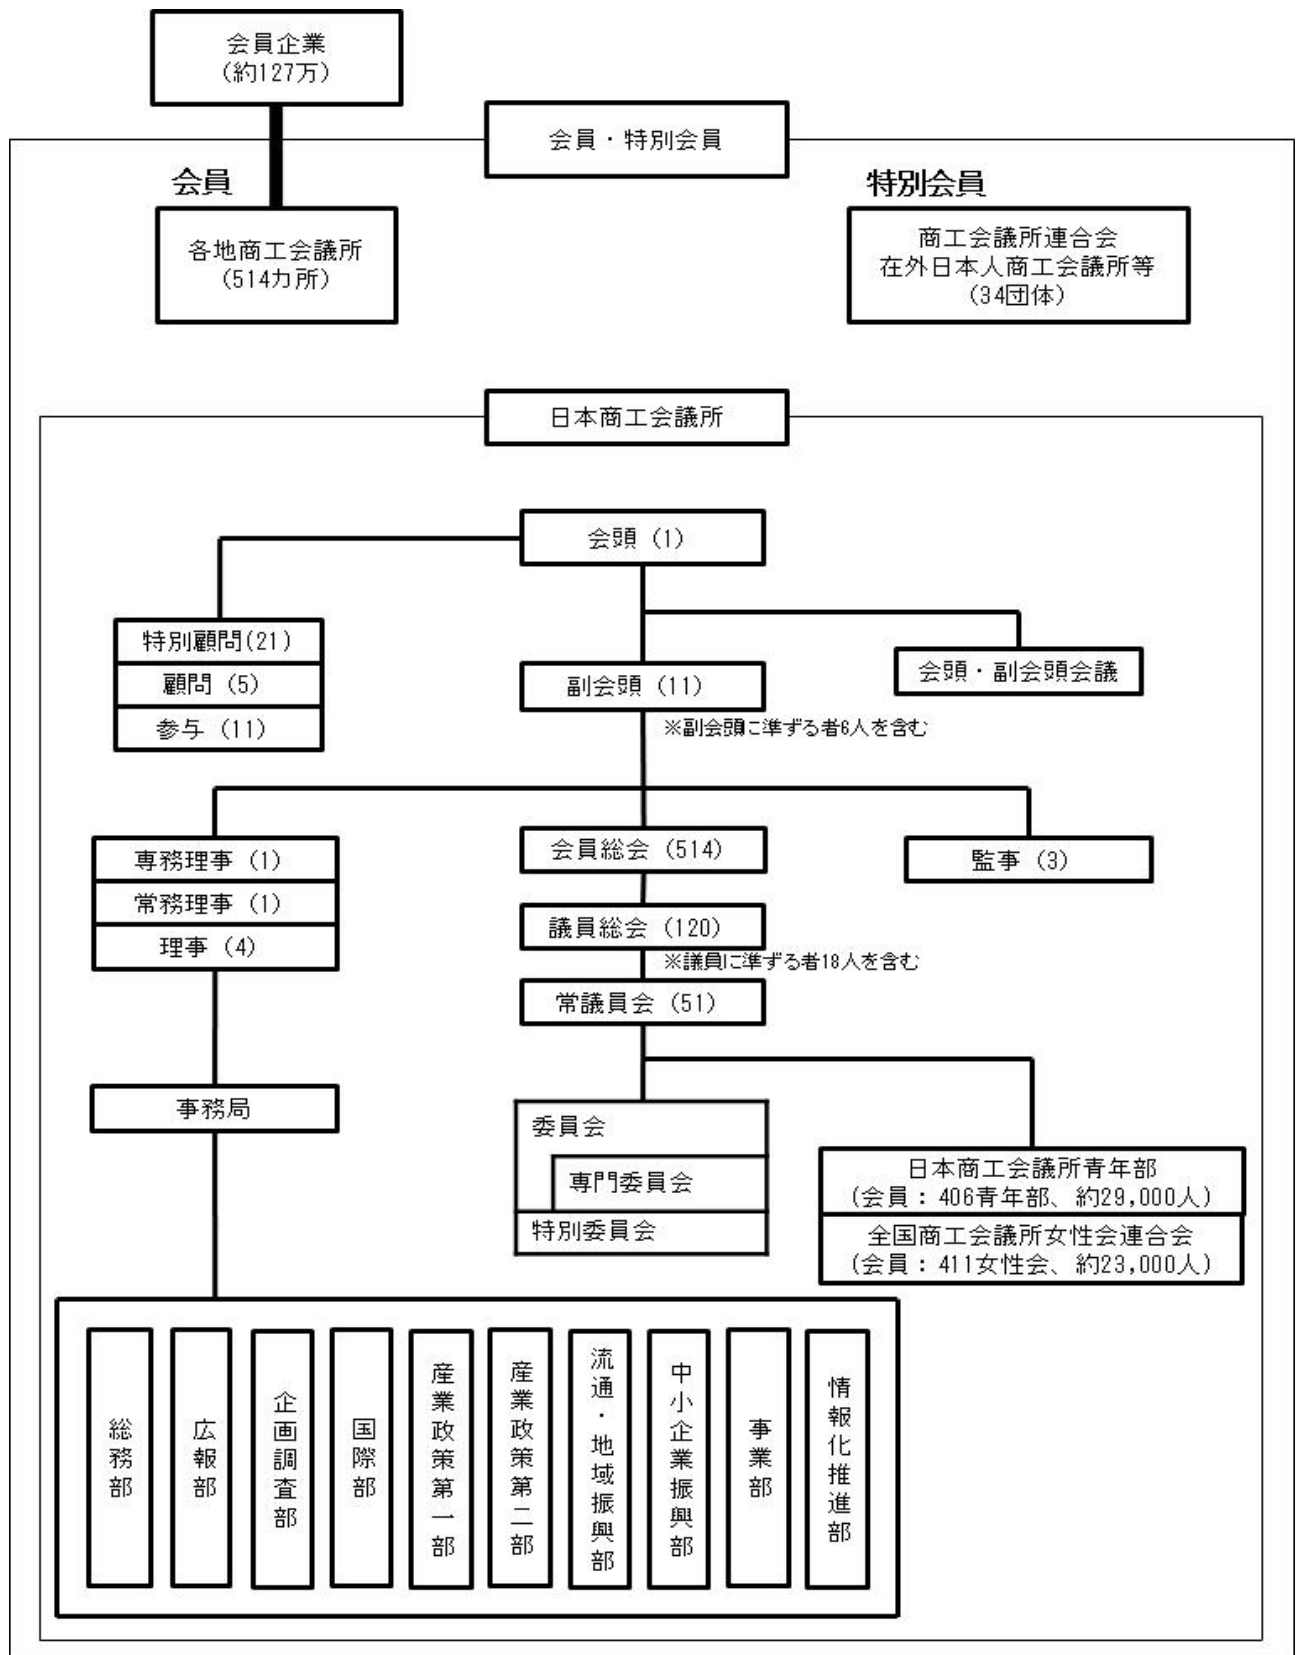 会員企業
(約127万)
会員・特別会員
会員
特別会員
各地商工会議所
(514カ所)
商工会議所連合会
在外日本人商工会議所等
(34団体)
日本商工会議所
会頭 (1)
特別顧問(21)
顧問 (5)
参与 (11)
副会頭 (11)
※副会頭に準ずる者6人を含む
会頭・副会頭会議
専務理事 (1)
常務理事 (1)
理事 (4)
会員総会 (514)
議員総会 (120)
※議員に準ずる者18人を含む
常議員会 (51)
監事 (3)
事務局
委員会
専門委員会
特別委員会
日本商工会議所青年部
(会員：406青年部、約29,000人)
全国商工会議所女性会連合会
(会員：411女性会、約23,000人)
総務部
広報部
企画調査部
国際部
産業政策第一部
産業政策第二部
流通・地域振興部
中小企業振興部
事業部
情報化推進部